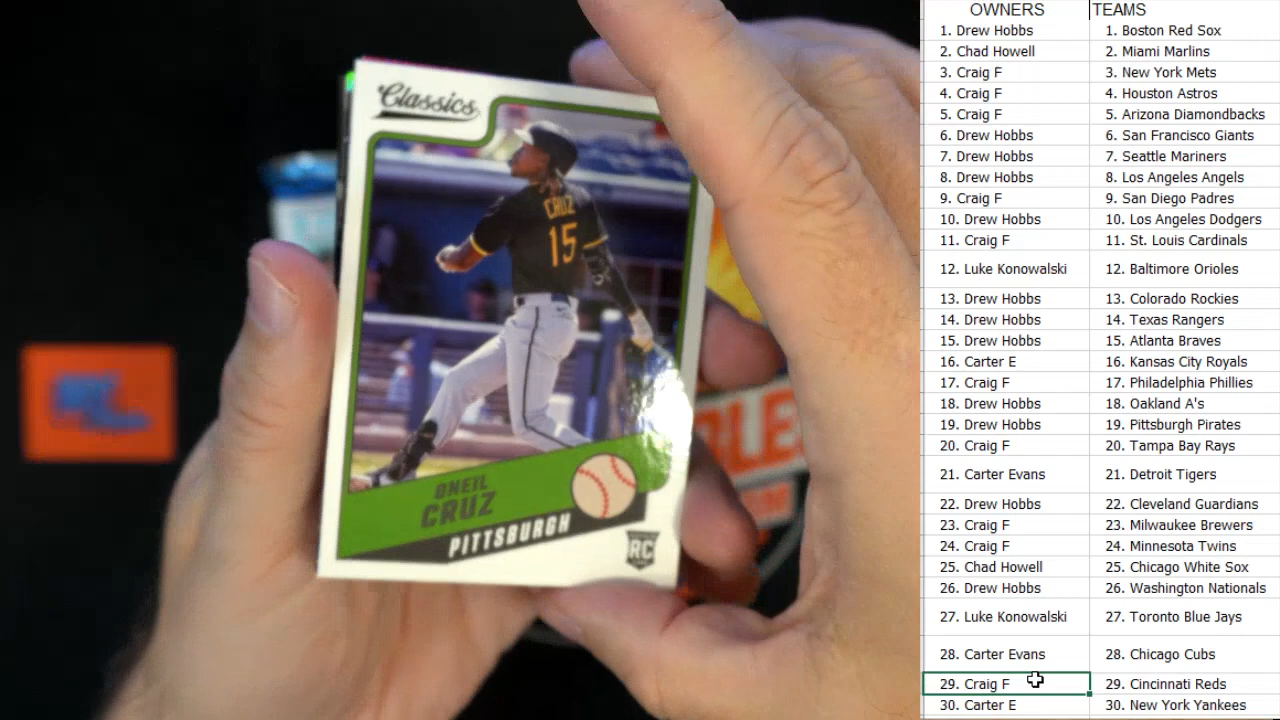 Classics
CRUZ
15
ONEIL
CRUZ
PITTSBURGH
RC
OWNERS TEAMS
1. Drew Hobbs 1. Boston Red Sox
2. Chad Howell 2. Miami Marlins
3. Craig F 3. New York Mets
4. Craig F 4. Houston Astros
5. Craig F 5. Arizona Diamondbacks
6. Drew Hobbs 6. San Francisco Giants
7. Drew Hobbs 7. Seattle Mariners
8. Drew Hobbs 8. Los Angeles Angels
9. Craig F 9. San Diego Padres
10. Drew Hobbs 10. Los Angeles Dodgers
11. Craig F 11. St. Louis Cardinals
12. Luke Konowalski 12. Baltimore Orioles
13. Drew Hobbs 13. Colorado Rockies
14. Drew Hobbs 14. Texas Rangers
15. Drew Hobbs 15. Atlanta Braves
16. Carter E 16. Kansas City Royals
17. Craig F 17. Philadelphia Phillies
18. Drew Hobbs 18. Oakland A's
19. Drew Hobbs 19. Pittsburgh Pirates
20. Craig F 20. Tampa Bay Rays
21. Carter Evans 21. Detroit Tigers
22. Drew Hobbs 22. Cleveland Guardians
23. Craig F 23. Milwaukee Brewers
24. Craig F 24. Minnesota Twins
25. Chad Howell 25. Chicago White Sox
26. Drew Hobbs 26. Washington Nationals
27. Luke Konowalski 27. Toronto Blue Jays
28. Carter Evans 28. Chicago Cubs
29. Craig F 29. Cincinnati Reds
30. Carter E 30. New York Yankees